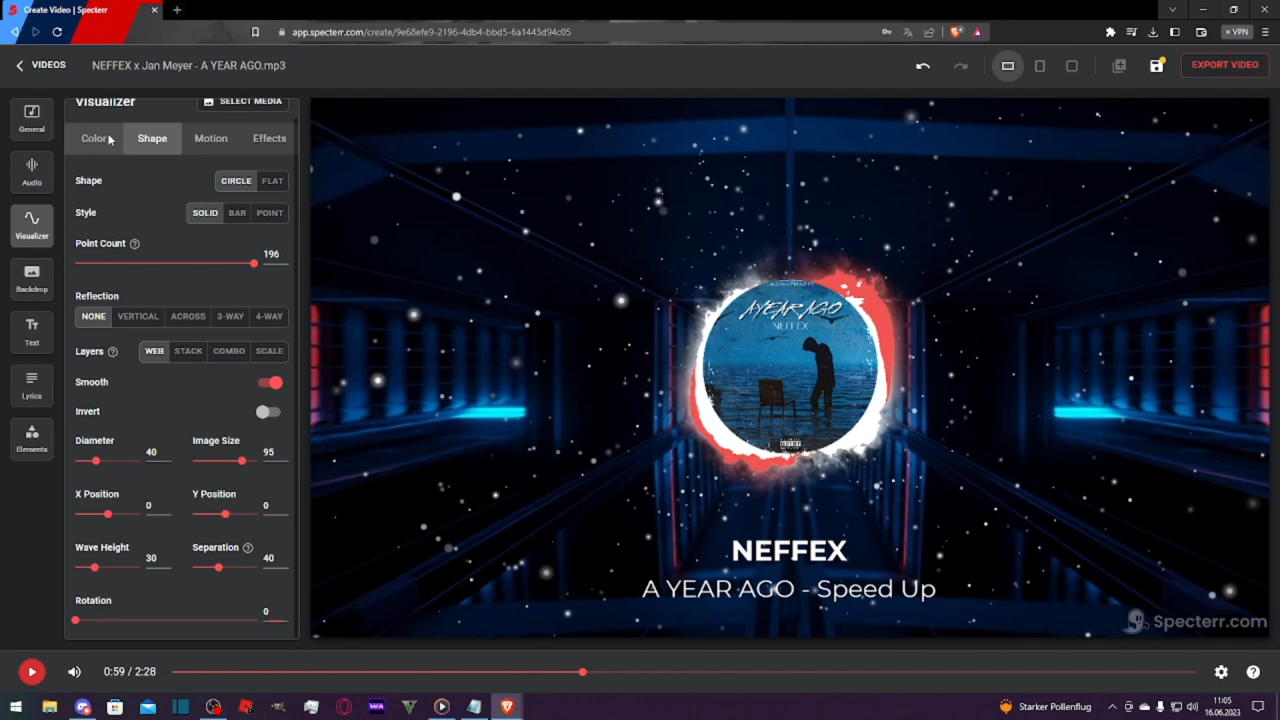 Create Video | Specterr
app.specterr.com/create/9e68efe9-2196-4db4-bbd5-6a1443d94c05
VPN
VIDEOS
NEFFEX x Jan Meyer - A YEAR AGO.mp3
EXPORT VIDEO
General
Audio
Visualizer
Backdrop
Text
Lyrics
Elements
Visualizer
SELECT MEDIA
Color
Shape
Motion
Effects
Shape
CIRCLE
FLAT
Style
SOLID
BAR
POINT
Point Count
196
Reflection
NONE
VERTICAL
ACROSS
3-WAY
4-WAY
Layers
WEB
STACK
COMBO
SCALE
Smooth
Invert
Diameter
40
Image Size
95
X Position
0
Y Position
0
Wave Height
30
Separation
40
Rotation
0
A YEAR AGO
NEFFEX
NEFFEX
A YEAR AGO - Speed Up
Specterr.com
0:59 / 2:28
WA
V
Starker Pollenflug
11:05
16.06.2023